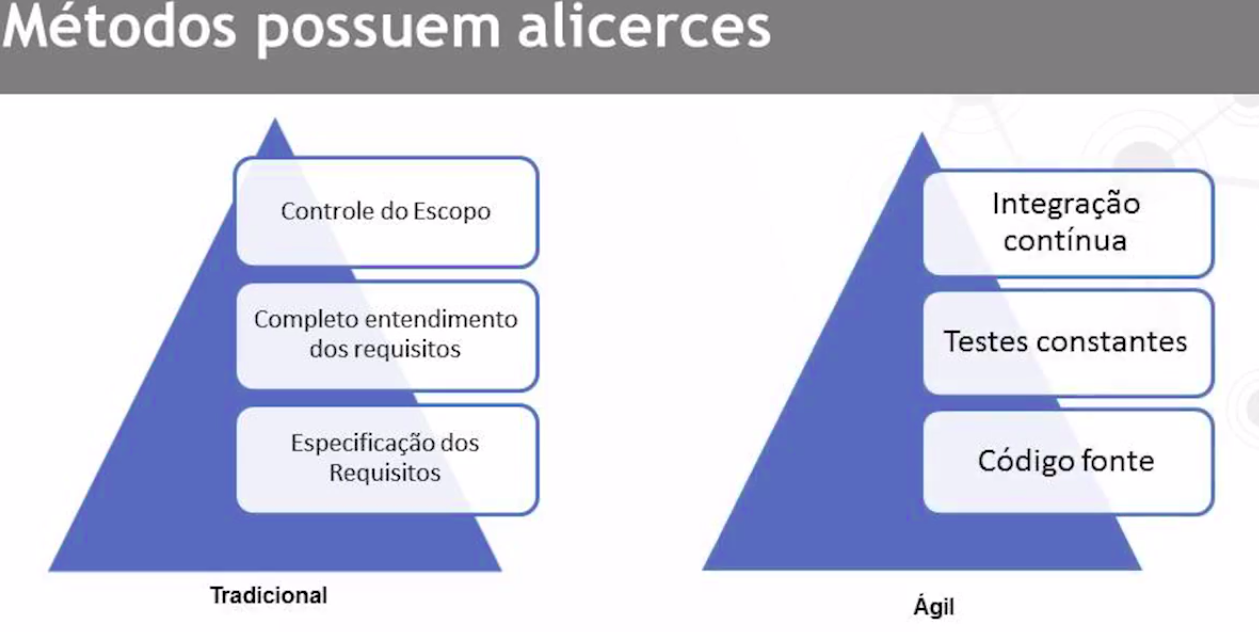 Métodos possuem alicerces
Controle do Escopo
Completo entendimento
dos requisitos
Especificação dos
Requisitos
Tradicional
Integração
contínua
Testes constantes
Código fonte
Ágil